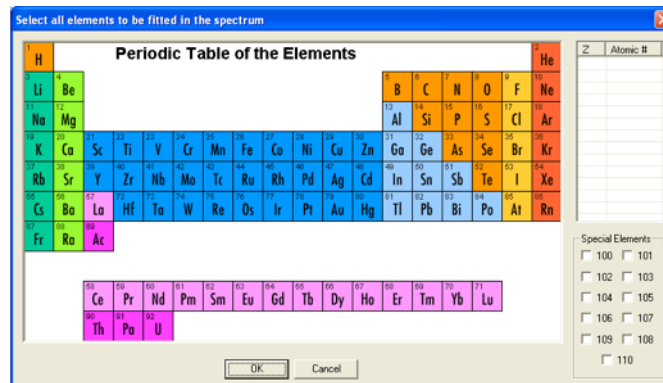 Select all elements to be fitted in the spectrum
Periodic Table of the Elements
Z Atomic #
1 H 2 He
3 Li 4 Be 5 B 6 C 7 N 8 O 9 F 10 Ne
11 Na 12 Mg 13 Al 14 Si 15 P 16 S 17 Cl 18 Ar
19 K 20 Ca 21 Sc 22 Ti 23 V 24 Cr 25 Mn 26 Fe 27 Co 28 Ni 29 Cu 30 Zn 31 Ga 32 Ge 33 As 34 Se 35 Br 36 Kr
37 Rb 38 Sr 39 Y 40 Zr 41 Nb 42 Mo 43 Tc 44 Ru 45 Rh 46 Pd 47 Ag 48 Cd 49 In 50 Sn 51 Sb 52 Te 53 I 54 Xe
55 Cs 56 Ba 57 La 72 Hf 73 Ta 74 W 75 Re 76 Os 77 Ir 78 Pt 79 Au 80 Hg 81 Tl 82 Pb 83 Bi 84 Po 85 At 86 Rn
87 Fr 88 Ra 89 Ac
58 Ce 59 Pr 60 Nd 61 Pm 62 Sm 63 Eu 64 Gd 65 Tb 66 Dy 67 Ho 68 Er 69 Tm 70 Yb 71 Lu
90 Th 91 Pa 92 U
Special Elements
100 101
102 103
104 105
106 107
109 108
110
OK Cancel